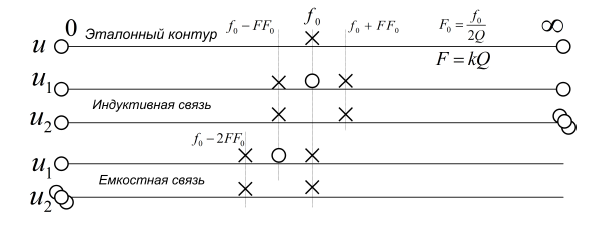 0 f₀ – FF₀ f₀ f₀ + FF₀ F₀ = f₀ / 2Q ∞
u Эталонный контур
F = kQ
u₁
Индуктивная связь
u₂
f₀ – 2FF₀
u₁
Емкостная связь
u₂